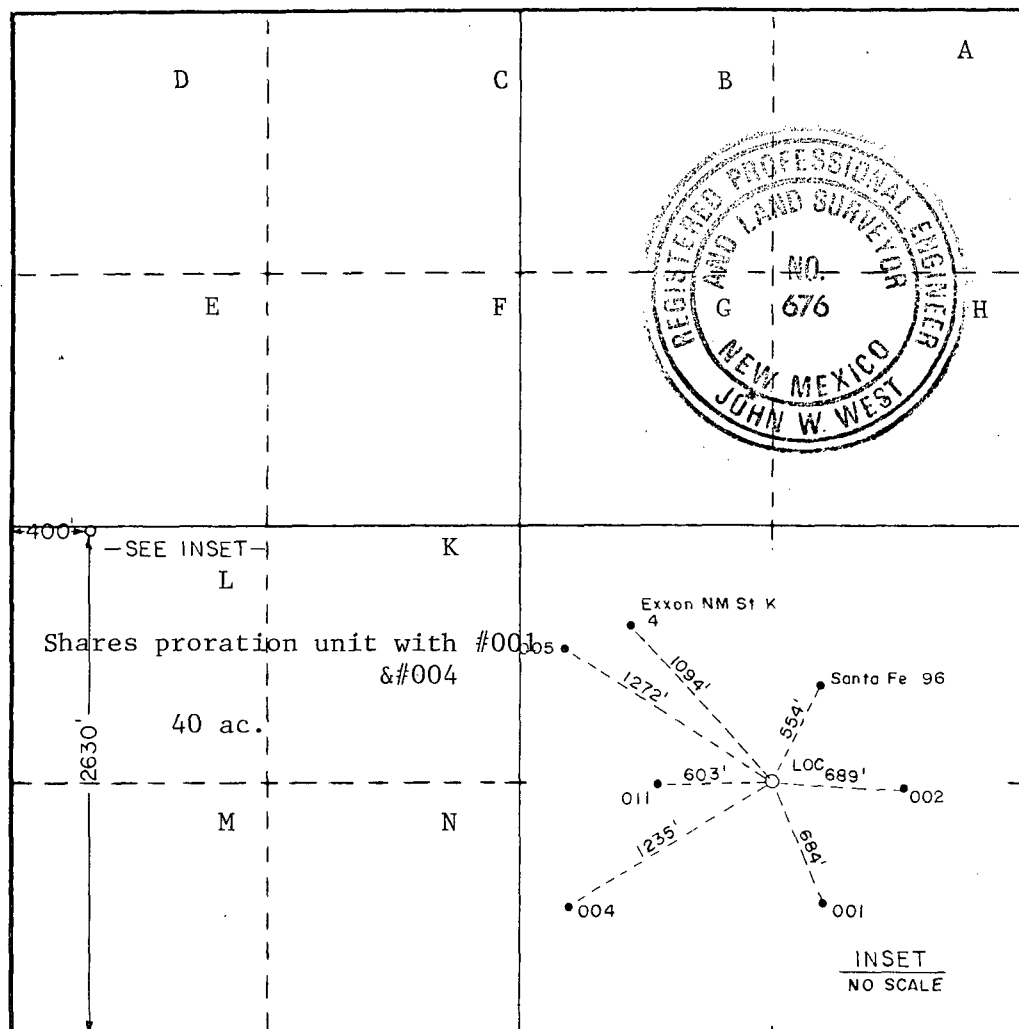 A
D
C
B
REGISTERED PROFESSIONAL ENGINEER
AND LAND SURVEYOR
NO.
676
NEW MEXICO
JOHN W. WEST
E
F
G
H
400'
—SEE INSET—
K
L
Exxon NM St K
4
Shares proration unit with #001
&#004
005
1272'
1094'
Santa Fe 96
554'
40 ac.
2630'
LOC
603'
689'
011
002
M
N
1235'
684'
004
001
INSET
NO SCALE